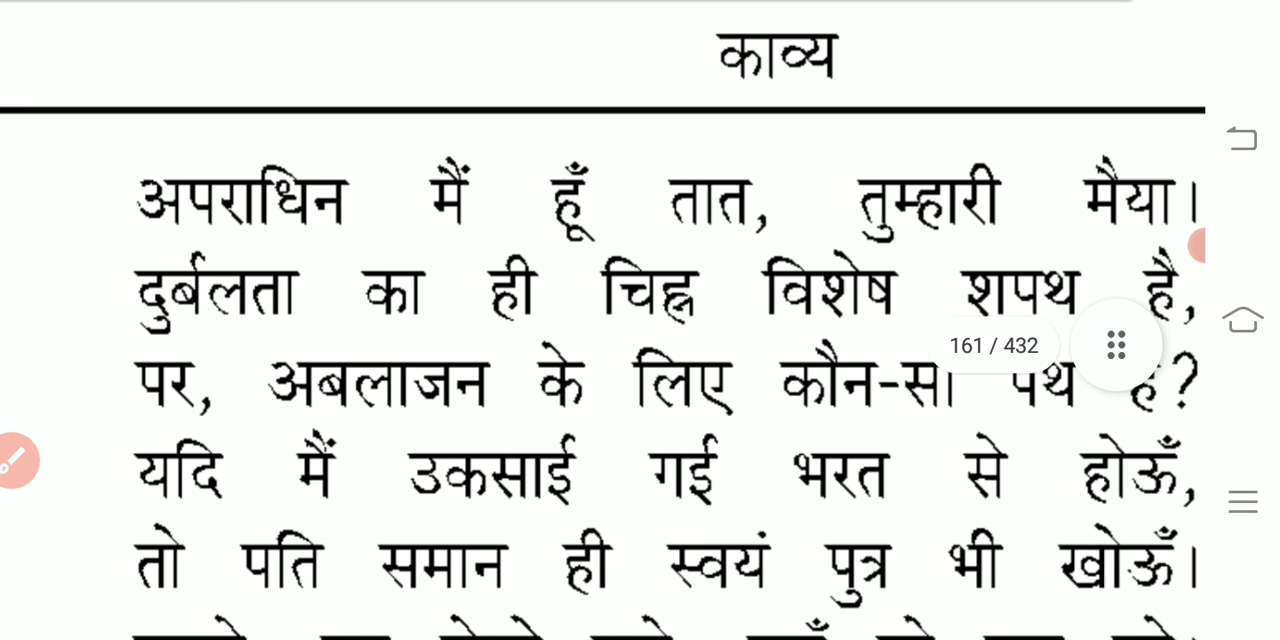 काव्य
अपराधिन मैं हूँ तात, तुम्हारी मैया।
दुर्बलता का ही चिह्न विशेष शपथ है,
161 / 432
पर, अबलाजन के लिए कौन-सा पथ है?
यदि मैं उकसाई गई भरत से होऊँ,
तो पति समान ही स्वयं पुत्र भी खोऊँ।